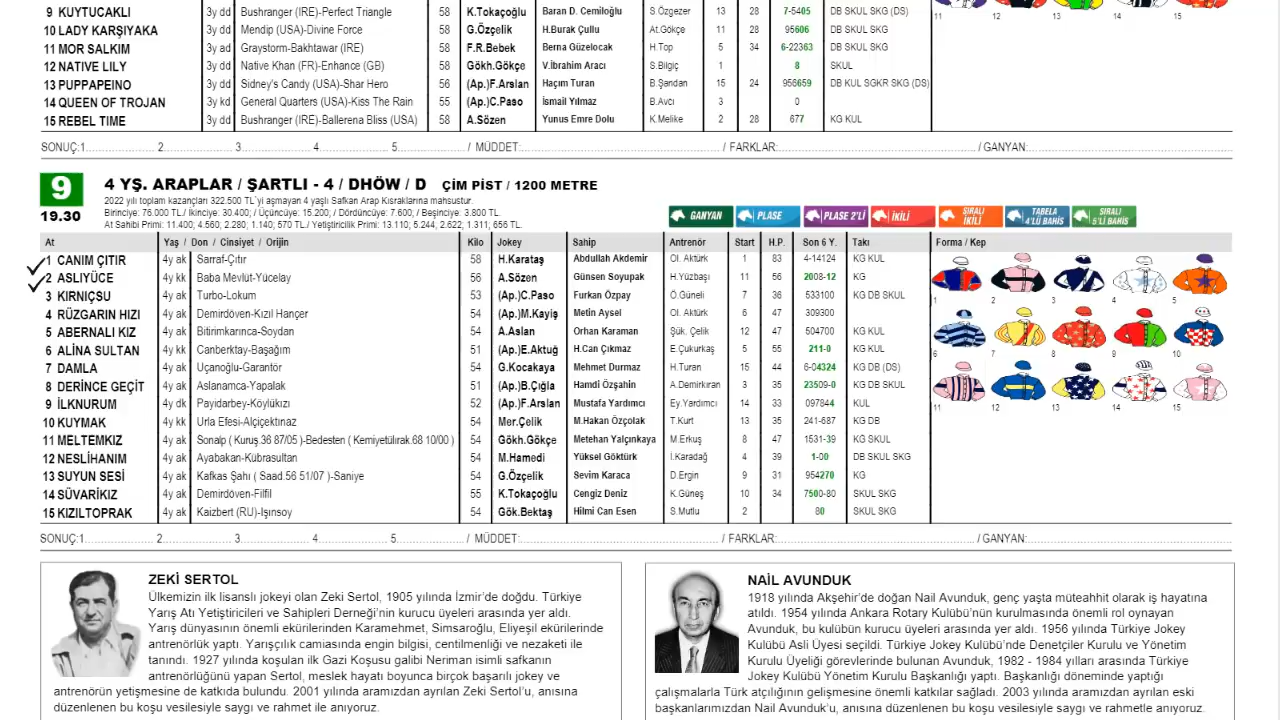 9 KUYTUCAKLI 3y dd Bushranger (IRE)-Perfect Triangle 58 K.Tokaçoğlu Baran D. Cemiloğlu S.Özgezer 13 28 7-5405 DB SKUL SKG (DS)
10 LADY KARŞIYAKA 3y dd Mendip (USA)-Divine Force 58 G.Özçelik H.Burak Çullu At.Gökçe 11 28 95606 DB SKUL SKG
11 MOR SALKIM 3y ad Graystorm-Bakhtawar (IRE) 58 F.R.Bebek Berna Güzelocak H.Top 5 34 6-22363 DB SKUL SKG
12 NATIVE LILY 3y dd Native Khan (FR)-Enhance (GB) 58 Gökh.Gökçe V.İbrahim Aracı S.Bilgiç 1 8 SKUL
13 PUPPAPEINO 3y dd Sidney's Candy (USA)-Shar Hero 56 (Ap.)F.Arslan Haçım Turan B.Şandan 15 24 956659 DB KUL SGKR SKG (DS)
14 QUEEN OF TROJAN 3y kd General Quarters (USA)-Kiss The Rain 55 (Ap.)C.Paso İsmail Yılmaz B.Avcı 3 0
15 REBEL TIME 3y dd Bushranger (IRE)-Ballerena Bliss (USA) 58 A.Sözen Yunus Emre Dolu K.Melike 2 28 677 KG KUL
11 12 13 14 15
SONUÇ:1 2 3 4 5 / MÜDDET: / FARKLAR: / GANYAN:
9 4 YŞ. ARAPLAR / ŞARTLI - 4 / DHÖW / D ÇİM PİST / 1200 METRE
19.30
2022 yılı toplam kazançları 322.500 TL'yi aşmayan 4 yaşlı Safkan Arap Kısraklarına mahsustur.
Birinciye: 76.000 TL./ İkinciye: 30.400; / Üçüncüye: 15.200; / Dördüncüye: 7.600; / Beşinciye: 3.800 TL.
At Sahibi Primi: 11.400; 4.560; 2.280; 1.140; 570 TL./ Yetiştiricilik Primi: 13.110; 5.244; 2.622; 1.311; 656 TL.
GANYAN PLASE PLASE 2'Lİ İKİLİ SIRALI İKİLİ TABELA 4'LÜ BAHİS SIRALI 5'Lİ BAHİS
At Yaş / Don / Cinsiyet / Orijin Kilo Jokey Sahip Antrenör Start H.P. Son 6 Y. Takı Forma / Kep
1 CANIM ÇITIR 4y ak Sarraf-Çıtır 58 H.Karataş Abdullah Akdemir Ol. Aktürk 1 83 4-14124 KG KUL
2 ASLIYÜCE 4y kk Baba Mevlüt-Yücelay 56 A.Sözen Günsen Soyupak H.Yüzbaşı 11 56 2008-12 KG
3 KIRNIÇSU 4y ak Turbo-Lokum 53 (Ap.)C.Paso Furkan Özpay Ö.Güneli 7 36 533100 KG DB SKUL
4 RÜZGARIN HIZI 4y ak Demirdöven-Kızıl Hançer 54 (Ap.)M.Kayiş Metin Aysel Ol. Aktürk 6 47 309300
5 ABERNALI KIZ 4y ak Bitirimkarınca-Soydan 54 A.Aslan Orhan Karaman Şük. Çelik 12 47 504700 KG KUL
6 ALİNA SULTAN 4y kk Canberktay-Başağım 51 (Ap.)E.Aktuğ H.Can Çıkmaz E.Çukurkaş 5 55 211-0 KG KUL
7 DAMLA 4y ak Uçanoğlu-Garantör 54 G.Kocakaya Mehmet Durmaz H.Turan 15 44 6-04324 KG DB (DS)
8 DERİNCE GEÇİT 4y ak Aslanamca-Yapalak 51 (Ap.)B.Çığla Hamdi Özşahin A.Demirkıran 3 35 23509-0 KG DB SKUL
9 İLKNURUM 4y dk Payidarbey-Köylükızı 52 (Ap.)F.Arslan Mustafa Yardımcı Ey.Yardımcı 14 33 097844 KUL
10 KUYMAK 4y kk Urla Efesi-Alçiçektınaz 54 Mer.Çelik M.Hakan Özçolak T.Kurt 13 35 241-687 KG DB
11 MELTEMKIZ 4y ak Sonalp ( Kuruş.36 87/05 )-Bedesten ( Kemiyetülırak.68 10/00 ) 54 Gökh.Gökçe Metehan Yalçınkaya M.Erkuş 8 47 1531-39 KG SKUL
12 NESLİHANIM 4y ak Ayabakan-Kübrasultan 54 M.Hamedi Yüksel Göktürk İ.Karadağ 4 39 1-00 DB SKUL SKG
13 SUYUN SESİ 4y ak Kafkas Şahı ( Saad.56 51/07 )-Saniye 54 G.Özçelik Sevim Karaca D.Ergin 9 31 954270 KG
14 SÜVARİKIZ 4y ak Demirdöven-Filfil 55 K.Tokaçoğlu Cengiz Deniz K.Güneş 10 34 7500-80 SKUL SKG
15 KIZILTOPRAK 4y ak Kaizbert (RU)-Işınsoy 54 Gök.Bektaş Hilmi Can Esen S.Mutlu 2 80 SKUL SKG
1 2 3 4 5
6 7 8 9 10
11 12 13 14 15
SONUÇ:1 2 3 4 5 / MÜDDET: / FARKLAR: / GANYAN:
ZEKİ SERTOL
Ülkemizin ilk lisanslı jokeyi olan Zeki Sertol, 1905 yılında İzmir'de doğdu. Türkiye
Yarış Atı Yetiştiricileri ve Sahipleri Derneği'nin kurucu üyeleri arasında yer aldı.
Yarış dünyasının önemli ekürilerinden Karamehmet, Simsaroğlu, Eliyeşil ekürilerinde
antrenörlük yaptı. Yarışçılık camiasında engin bilgisi, centilmenliği ve nezaketi ile
tanındı. 1927 yılında koşulan ilk Gazi Koşusu galibi Neriman isimli safkanın
antrenörlüğünü yapan Sertol, meslek hayatı boyunca birçok başarılı jokey ve
antrenörün yetişmesine de katkıda bulundu. 2001 yılında aramızdan ayrılan Zeki Sertol'u, anısına
düzenlenen bu koşu vesilesiyle saygı ve rahmet ile anıyoruz.
NAİL AVUNDUK
1918 yılında Akşehir'de doğan Nail Avunduk, genç yaşta müteahhit olarak iş hayatına
atıldı. 1954 yılında Ankara Rotary Kulübü'nün kurulmasında önemli rol oynayan
Avunduk, bu kulübün kurucu üyeleri arasında yer aldı. 1956 yılında Türkiye Jokey
Kulübü Asli Üyesi seçildi. Türkiye Jokey Kulübü'nde Denetçiler Kurulu ve Yönetim
Kurulu Üyeliği görevlerinde bulunan Avunduk, 1982 - 1984 yılları arasında Türkiye
Jokey Kulübü Yönetim Kurulu Başkanlığı yaptı. Başkanlığı döneminde yaptığı
çalışmalarla Türk atçılığının gelişmesine önemli katkılar sağladı. 2003 yılında aramızdan ayrılan eski
başkanlarımızdan Nail Avunduk'u, anısına düzenlenen bu koşu vesilesiyle saygı ve rahmetle anıyoruz.